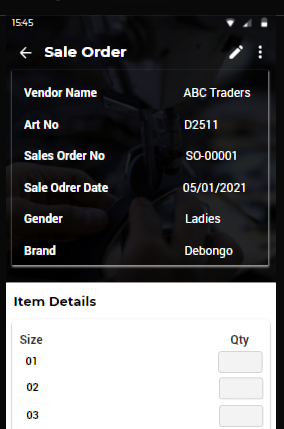 15:45
Sale Order
Vendor Name ABC Traders
Art No D2511
Sales Order No SO-00001
Sale Odrer Date 05/01/2021
Gender Ladies
Brand Debongo
Item Details
Size Qty
01
02
03